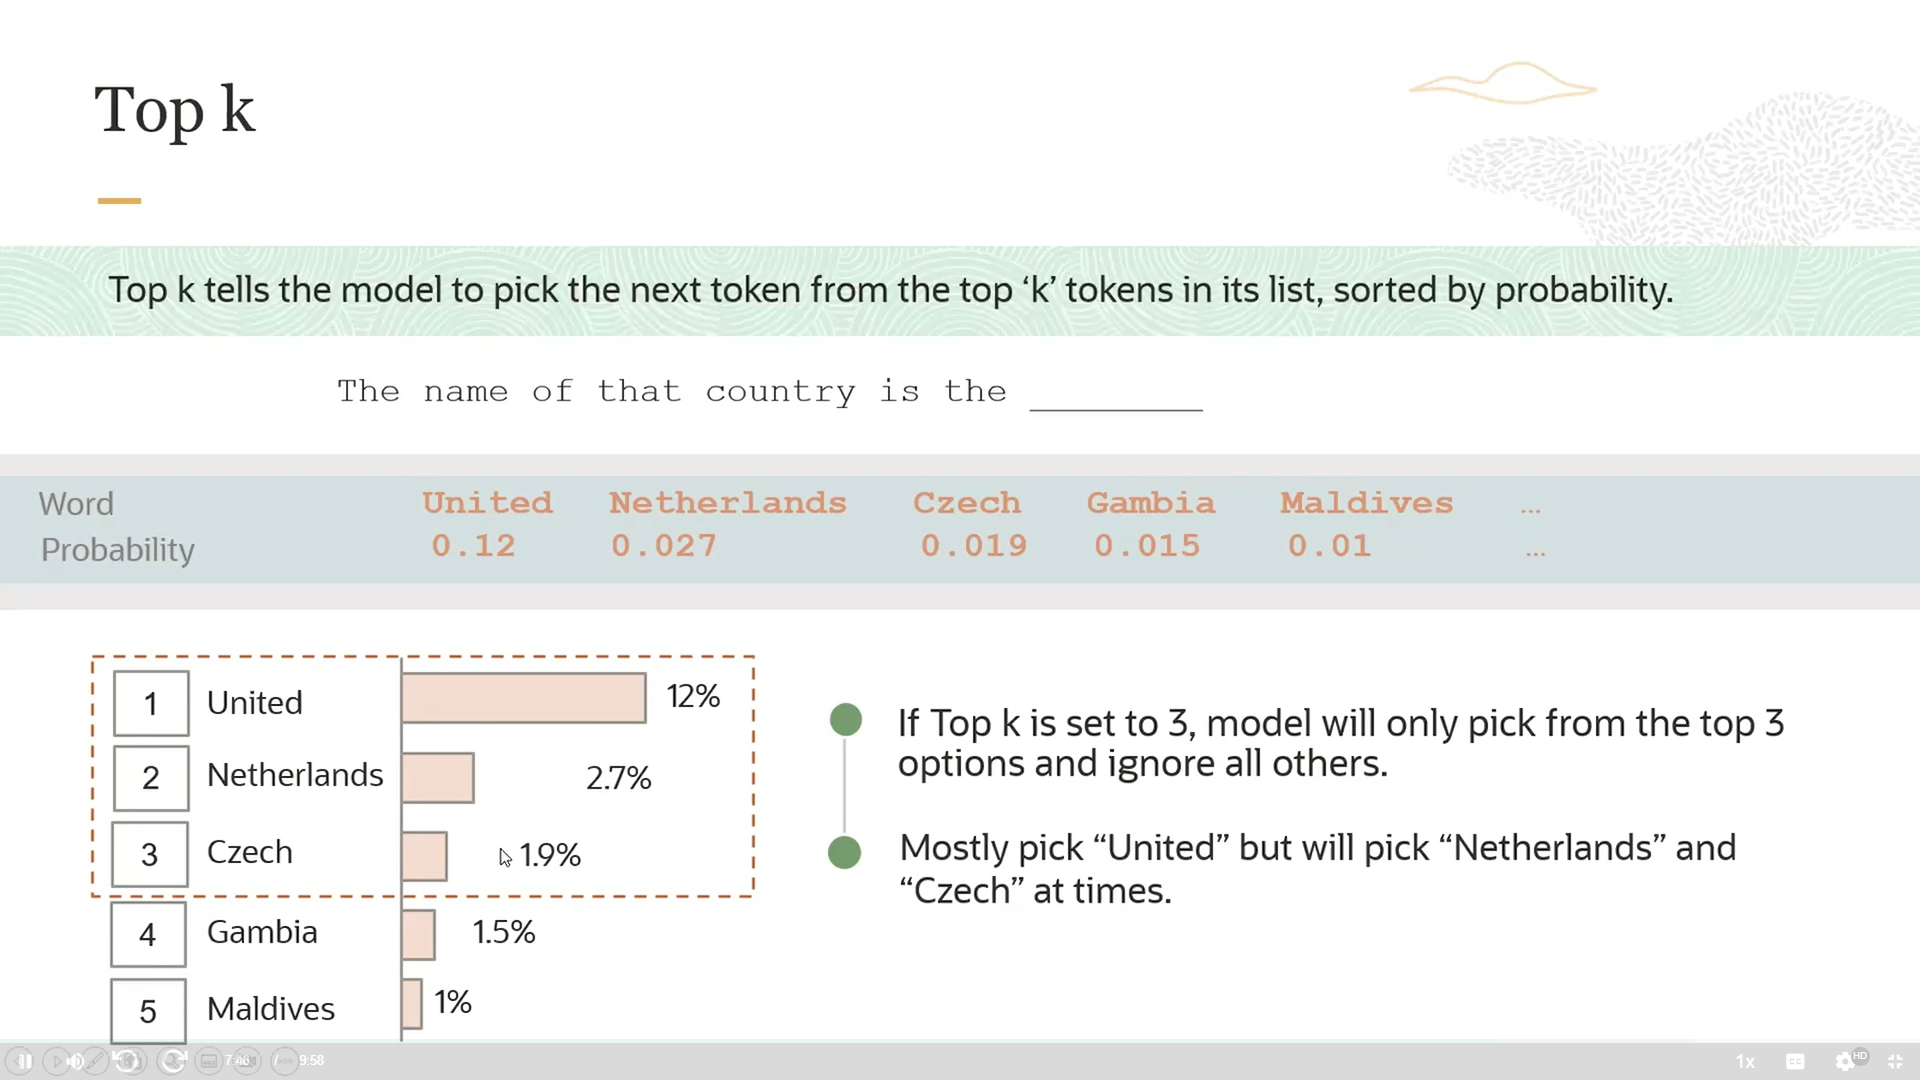 Top k
Top k tells the model to pick the next token from the top ‘k’ tokens in its list, sorted by probability.
The name of that country is the ________
Word United Netherlands Czech Gambia Maldives ...
Probability 0.12 0.027 0.019 0.015 0.01 ...
1 United 12%
2 Netherlands 2.7%
3 Czech 1.9%
4 Gambia 1.5%
5 Maldives 1%
If Top k is set to 3, model will only pick from the top 3
options and ignore all others.
Mostly pick “United” but will pick “Netherlands” and
“Czech” at times.
/ 9:58
1x
HD